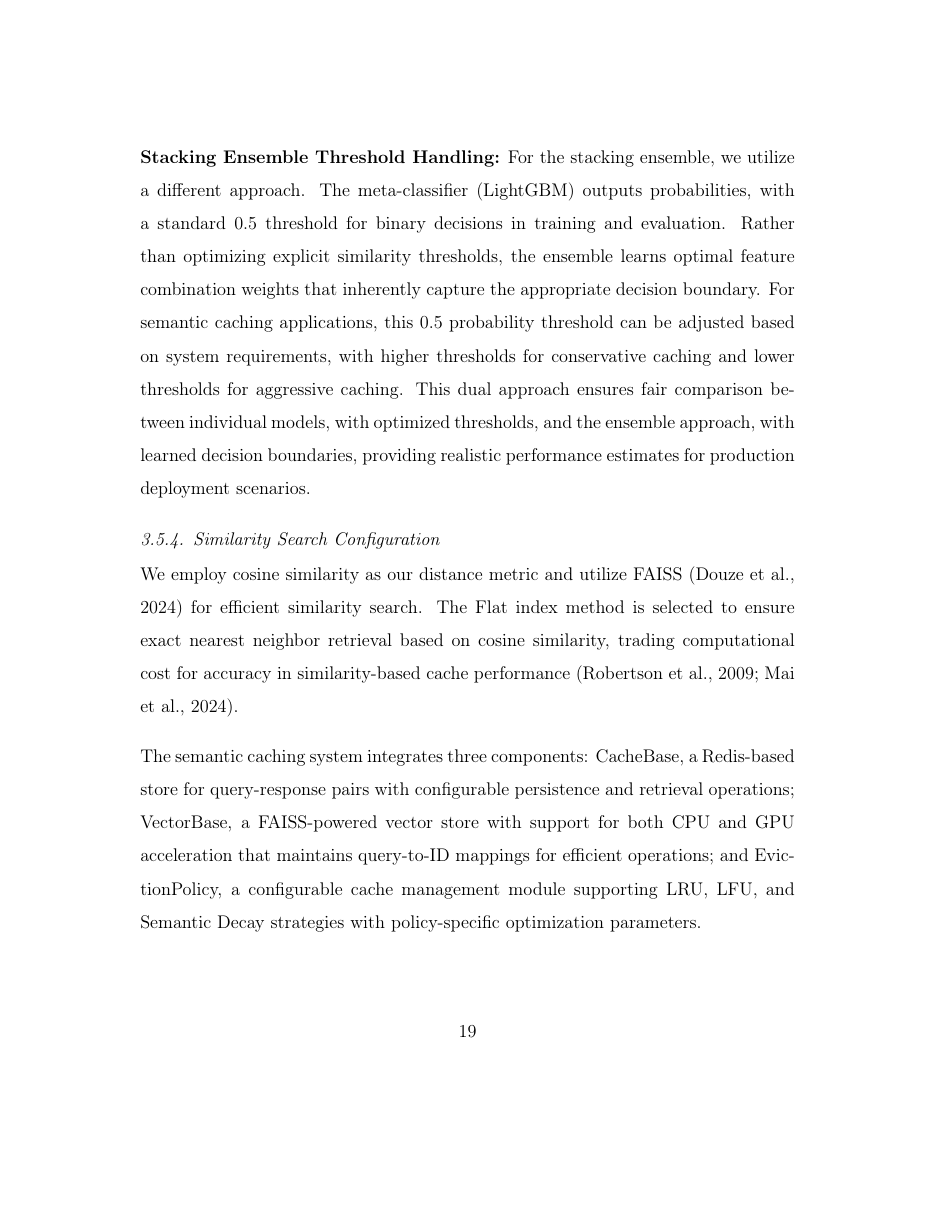 Stacking Ensemble Threshold Handling: For the stacking ensemble, we utilize
a different approach. The meta-classifier (LightGBM) outputs probabilities, with
a standard 0.5 threshold for binary decisions in training and evaluation. Rather
than optimizing explicit similarity thresholds, the ensemble learns optimal feature
combination weights that inherently capture the appropriate decision boundary. For
semantic caching applications, this 0.5 probability threshold can be adjusted based
on system requirements, with higher thresholds for conservative caching and lower
thresholds for aggressive caching. This dual approach ensures fair comparison be-
tween individual models, with optimized thresholds, and the ensemble approach, with
learned decision boundaries, providing realistic performance estimates for production
deployment scenarios.
3.5.4. Similarity Search Configuration
We employ cosine similarity as our distance metric and utilize FAISS (Douze et al.,
2024) for efficient similarity search. The Flat index method is selected to ensure
exact nearest neighbor retrieval based on cosine similarity, trading computational
cost for accuracy in similarity-based cache performance (Robertson et al., 2009; Mai
et al., 2024).
The semantic caching system integrates three components: CacheBase, a Redis-based
store for query-response pairs with configurable persistence and retrieval operations;
VectorBase, a FAISS-powered vector store with support for both CPU and GPU
acceleration that maintains query-to-ID mappings for efficient operations; and Evic-
tionPolicy, a configurable cache management module supporting LRU, LFU, and
Semantic Decay strategies with policy-specific optimization parameters.
19